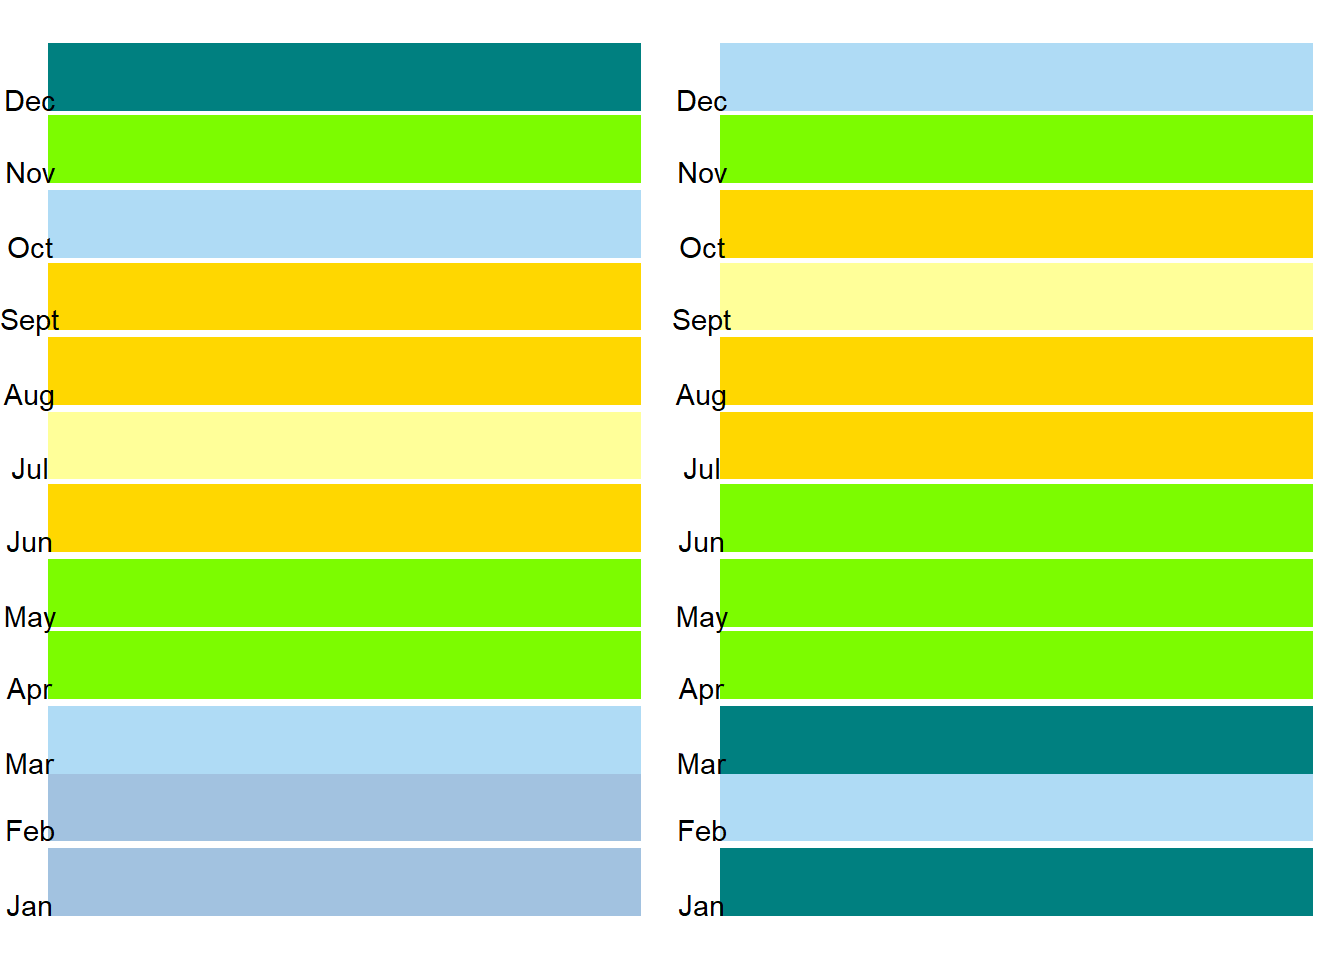 Dec
Nov
Oct
Sept
Aug
Jul
Jun
May
Apr
Mar
Feb
Jan
Dec
Nov
Oct
Sept
Aug
Jul
Jun
May
Apr
Mar
Feb
Jan